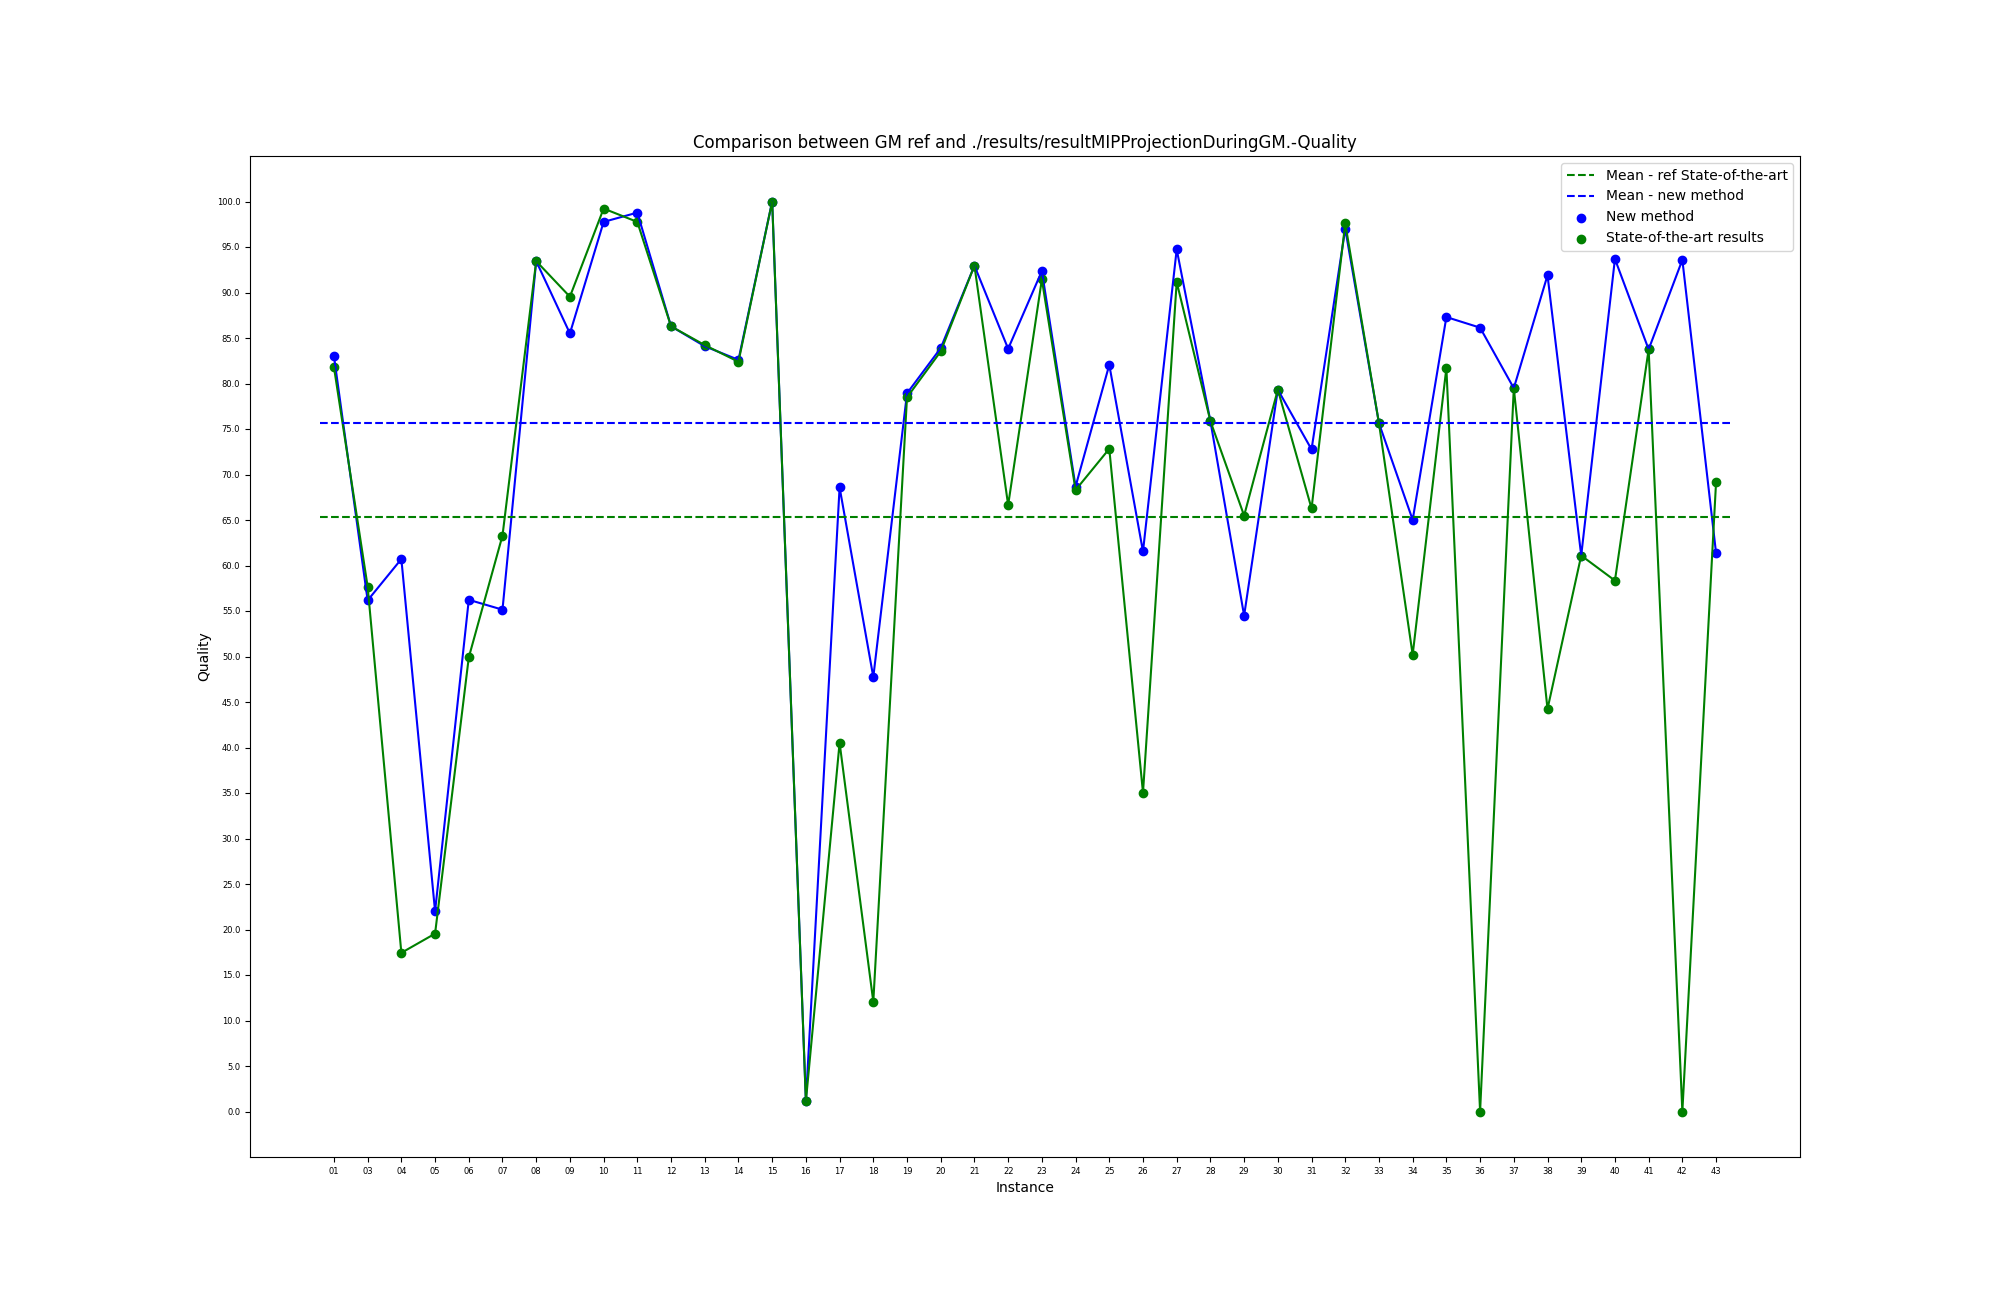 Comparison between GM ref and ./results/resultMIPProjectionDuringGM.-Quality
Mean - ref State-of-the-art
Mean - new method
New method
State-of-the-art results
100.0
95.0
90.0
85.0
80.0
75.0
70.0
65.0
60.0
55.0
50.0
45.0
40.0
35.0
30.0
25.0
20.0
15.0
10.0
5.0
0.0
Quality
01 03 04 05 06 07 08 09 10 11 12 13 14 15 16 17 18 19 20 21 22 23 24 25 26 27 28 29 30 31 32 33 34 35 36 37 38 39 40 41 42 43
Instance